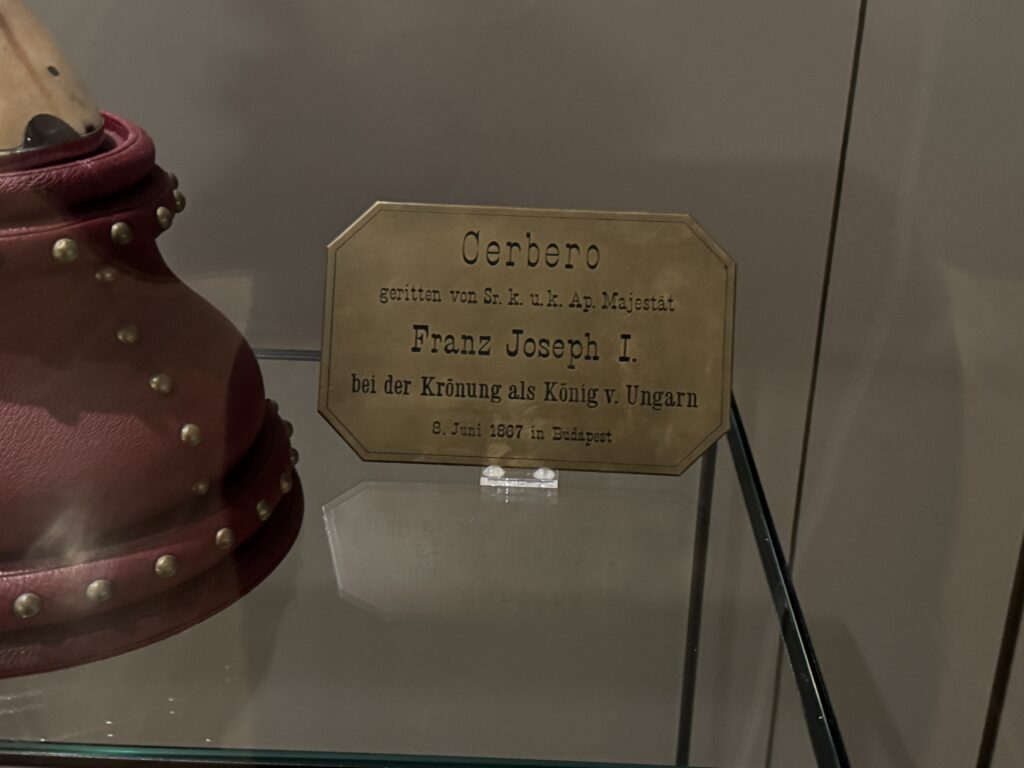 Cerbero
geritten von Sr. k. u. k. Ap. Majestät
Franz Joseph I.
bei der Krönung als König v. Ungarn
8. Juni 1867 in Budapest